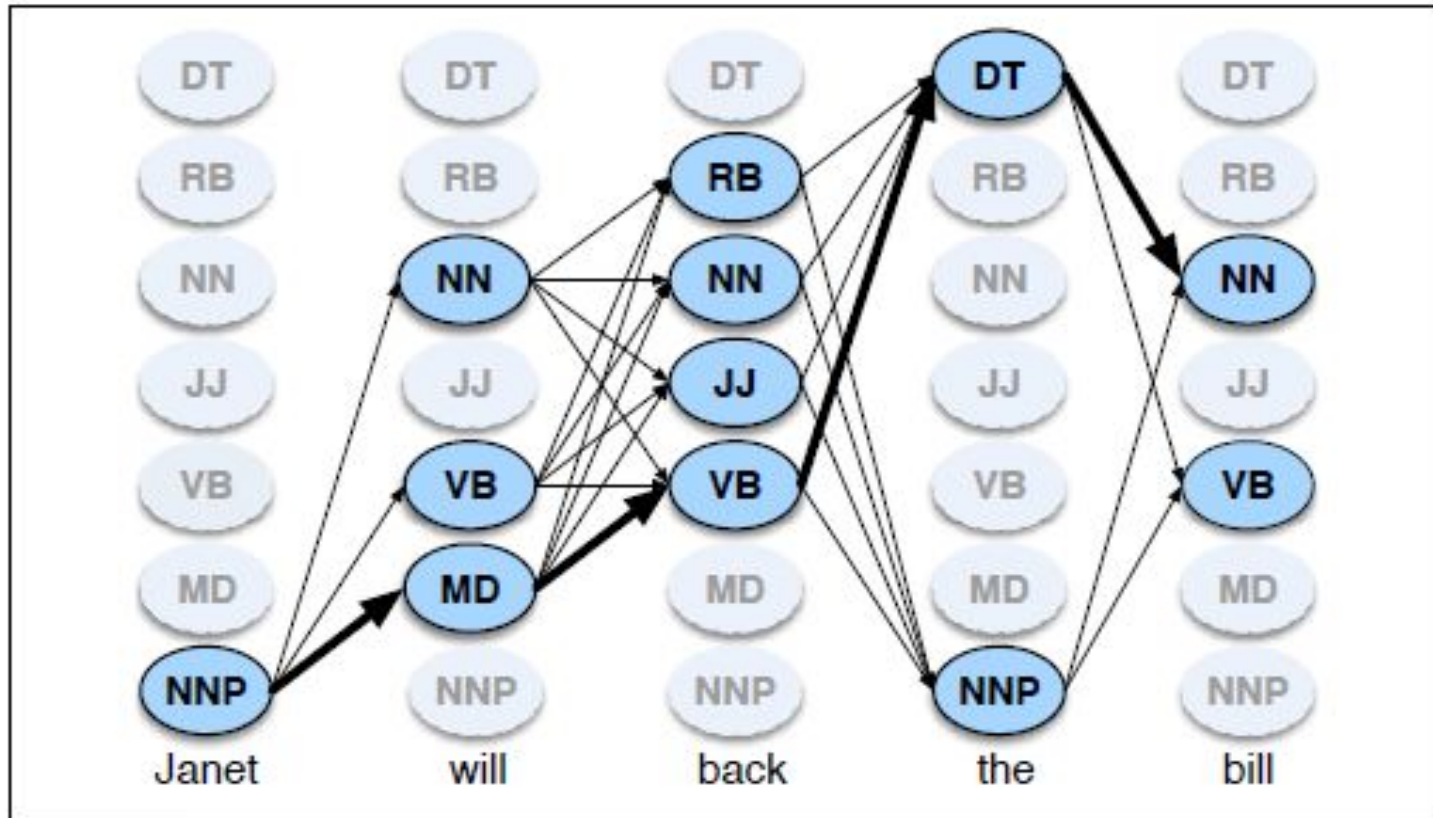 DT DT DT DT DT
RB RB RB RB RB
NN NN NN NN NN
JJ JJ JJ JJ JJ
VB VB VB VB VB
MD MD MD MD MD
NNP NNP NNP NNP NNP
Janet will back the bill